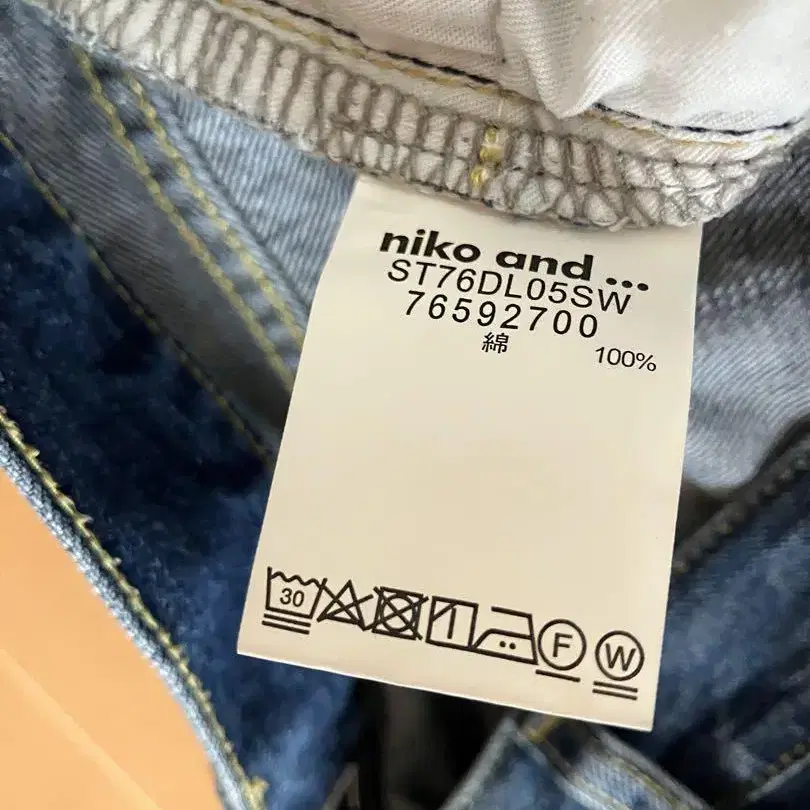 niko and ...
ST76DL05SW
76592700
綿 100%
30
F W